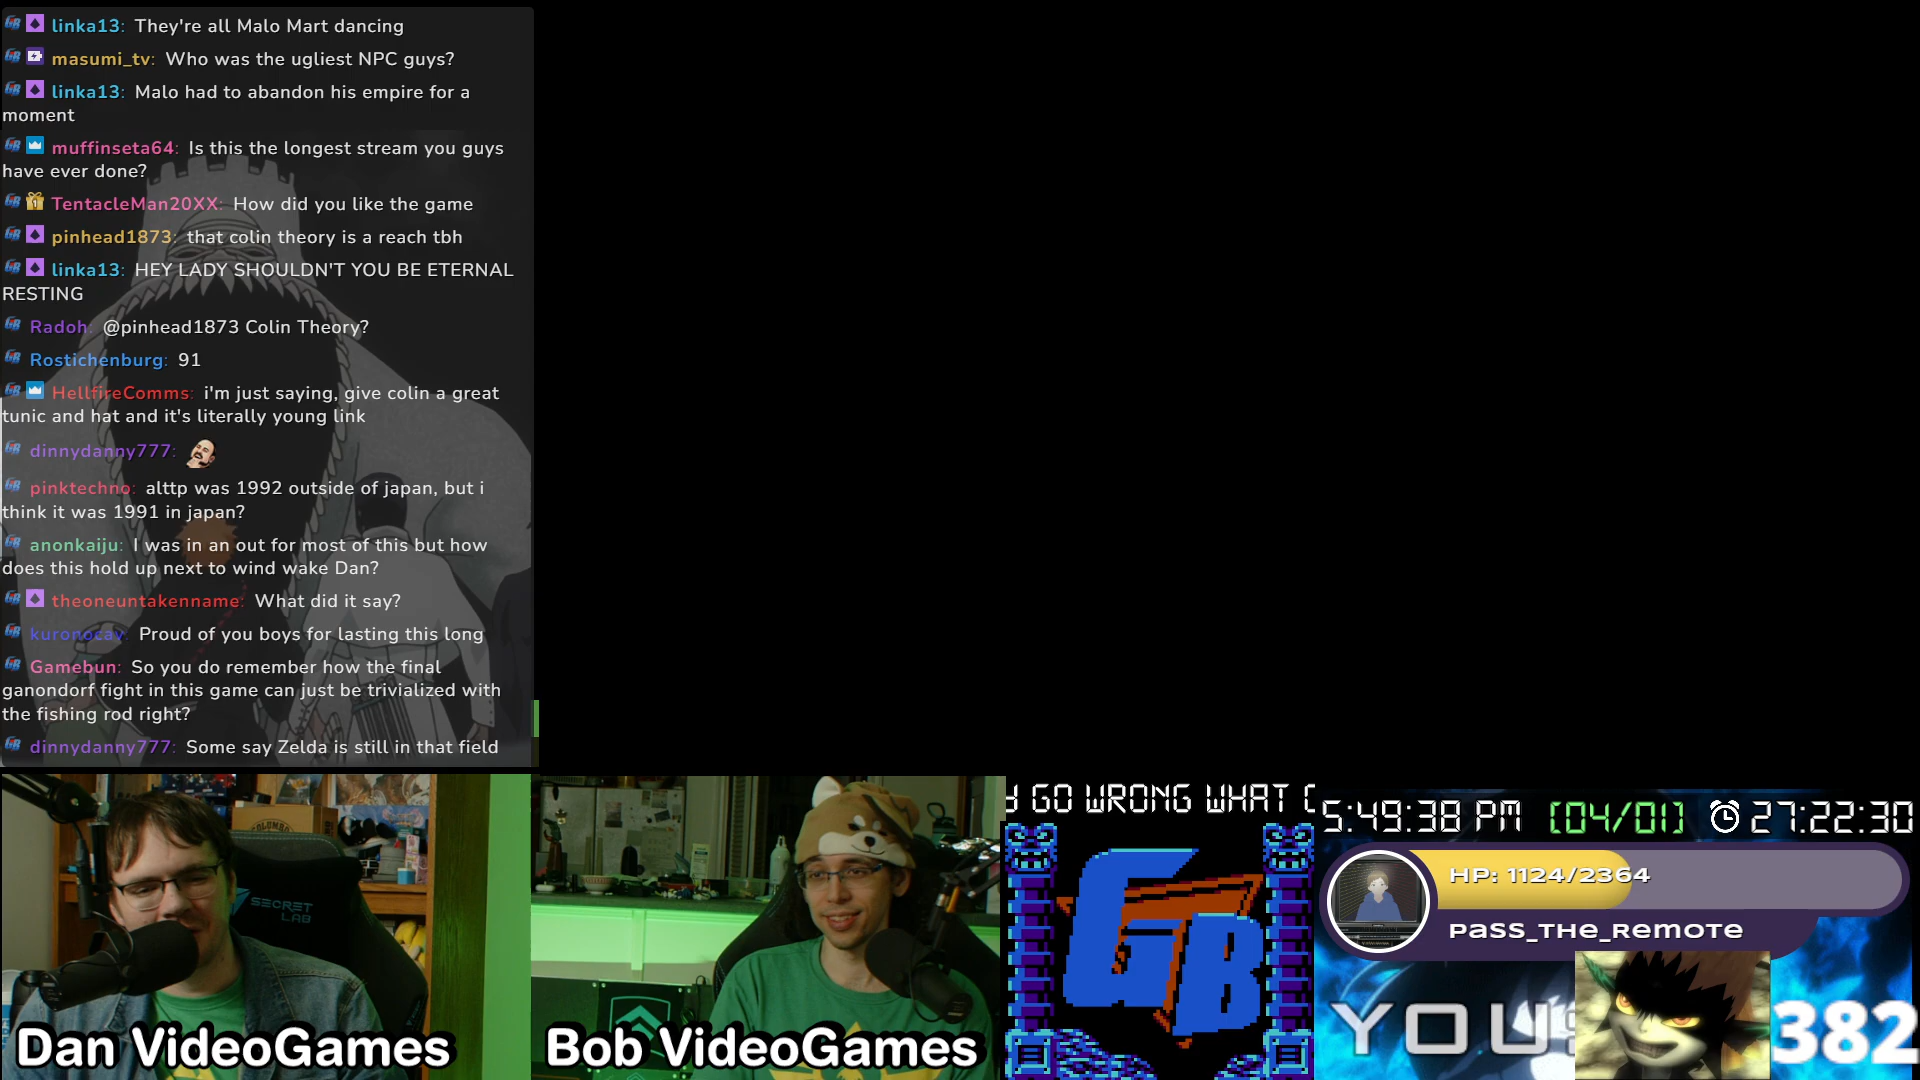 linka13: They're all Malo Mart dancing
masumi_tv: Who was the ugliest NPC guys?
linka13: Malo had to abandon his empire for a
moment
muffinseta64: Is this the longest stream you guys
have ever done?
TentacleMan20XX: How did you like the game
pinhead1873: that colin theory is a reach tbh
linka13: HEY LADY SHOULDN'T YOU BE ETERNAL
RESTING
Radoh: @pinhead1873 Colin Theory?
Rostichenburg: 91
HellfireComms: i'm just saying, give colin a great
tunic and hat and it's literally young link
dinnydanny777:
pinktechno: alttp was 1992 outside of japan, but i
think it was 1991 in japan?
anonkaiju: I was in an out for most of this but how
does this hold up next to wind wake Dan?
theoneuntakenname: What did it say?
kuronocav: Proud of you boys for lasting this long
Gamebun: So you do remember how the final
ganondorf fight in this game can just be trivialized with
the fishing rod right?
dinnydanny777: Some say Zelda is still in that field
SECRET
LAB
Dan VideoGames
Bob VideoGames
GO WRONG WHAT
GB
5:49:38 PM [04/01] 27:22:30
HP: 1124/2364
Pass_The_Remote
YOU
382